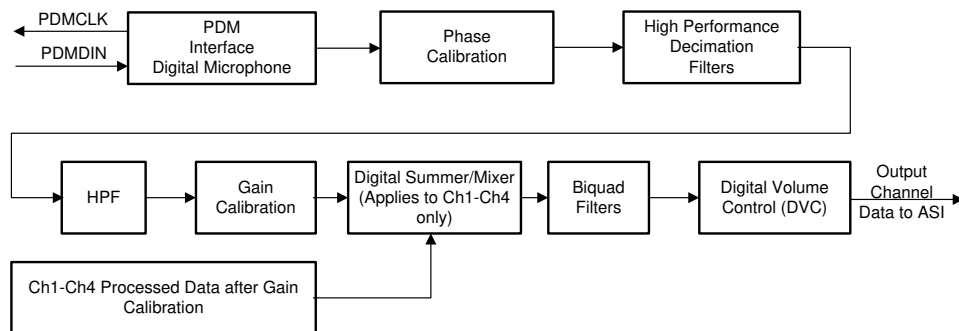 PDMCLK
PDMDIN
PDM
Interface
Digital Microphone
Phase
Calibration
High Performance
Decimation
Filters
HPF
Gain
Calibration
Digital Summer/Mixer
(Applies to Ch1-Ch4
only)
Biquad
Filters
Digital Volume
Control (DVC)
Output
Channel
Data to ASI
Ch1-Ch4 Processed Data after Gain
Calibration